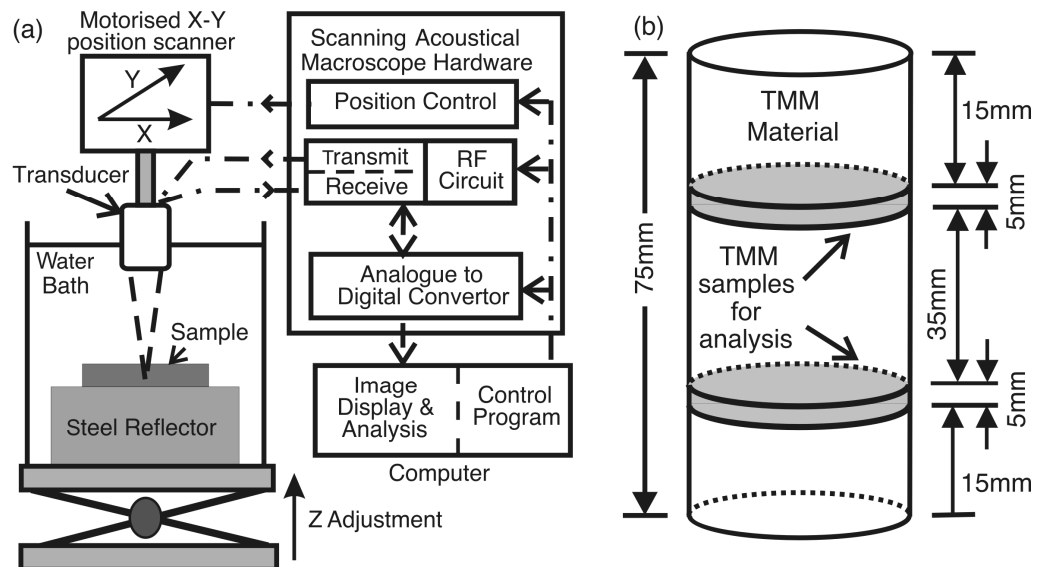 (a)
Motorised X-Y
position scanner
Y
X
Transducer
Water
Bath
Sample
Steel Reflector
Z Adjustment
Scanning Acoustical
Macroscope Hardware
Position Control
Transmit
Receive
RF
Circuit
Analogue to
Digital Convertor
Image
Display &
Analysis
Control
Program
Computer
(b)
TMM
Material
TMM
samples
for
analysis
75mm
15mm
5mm
35mm
5mm
15mm